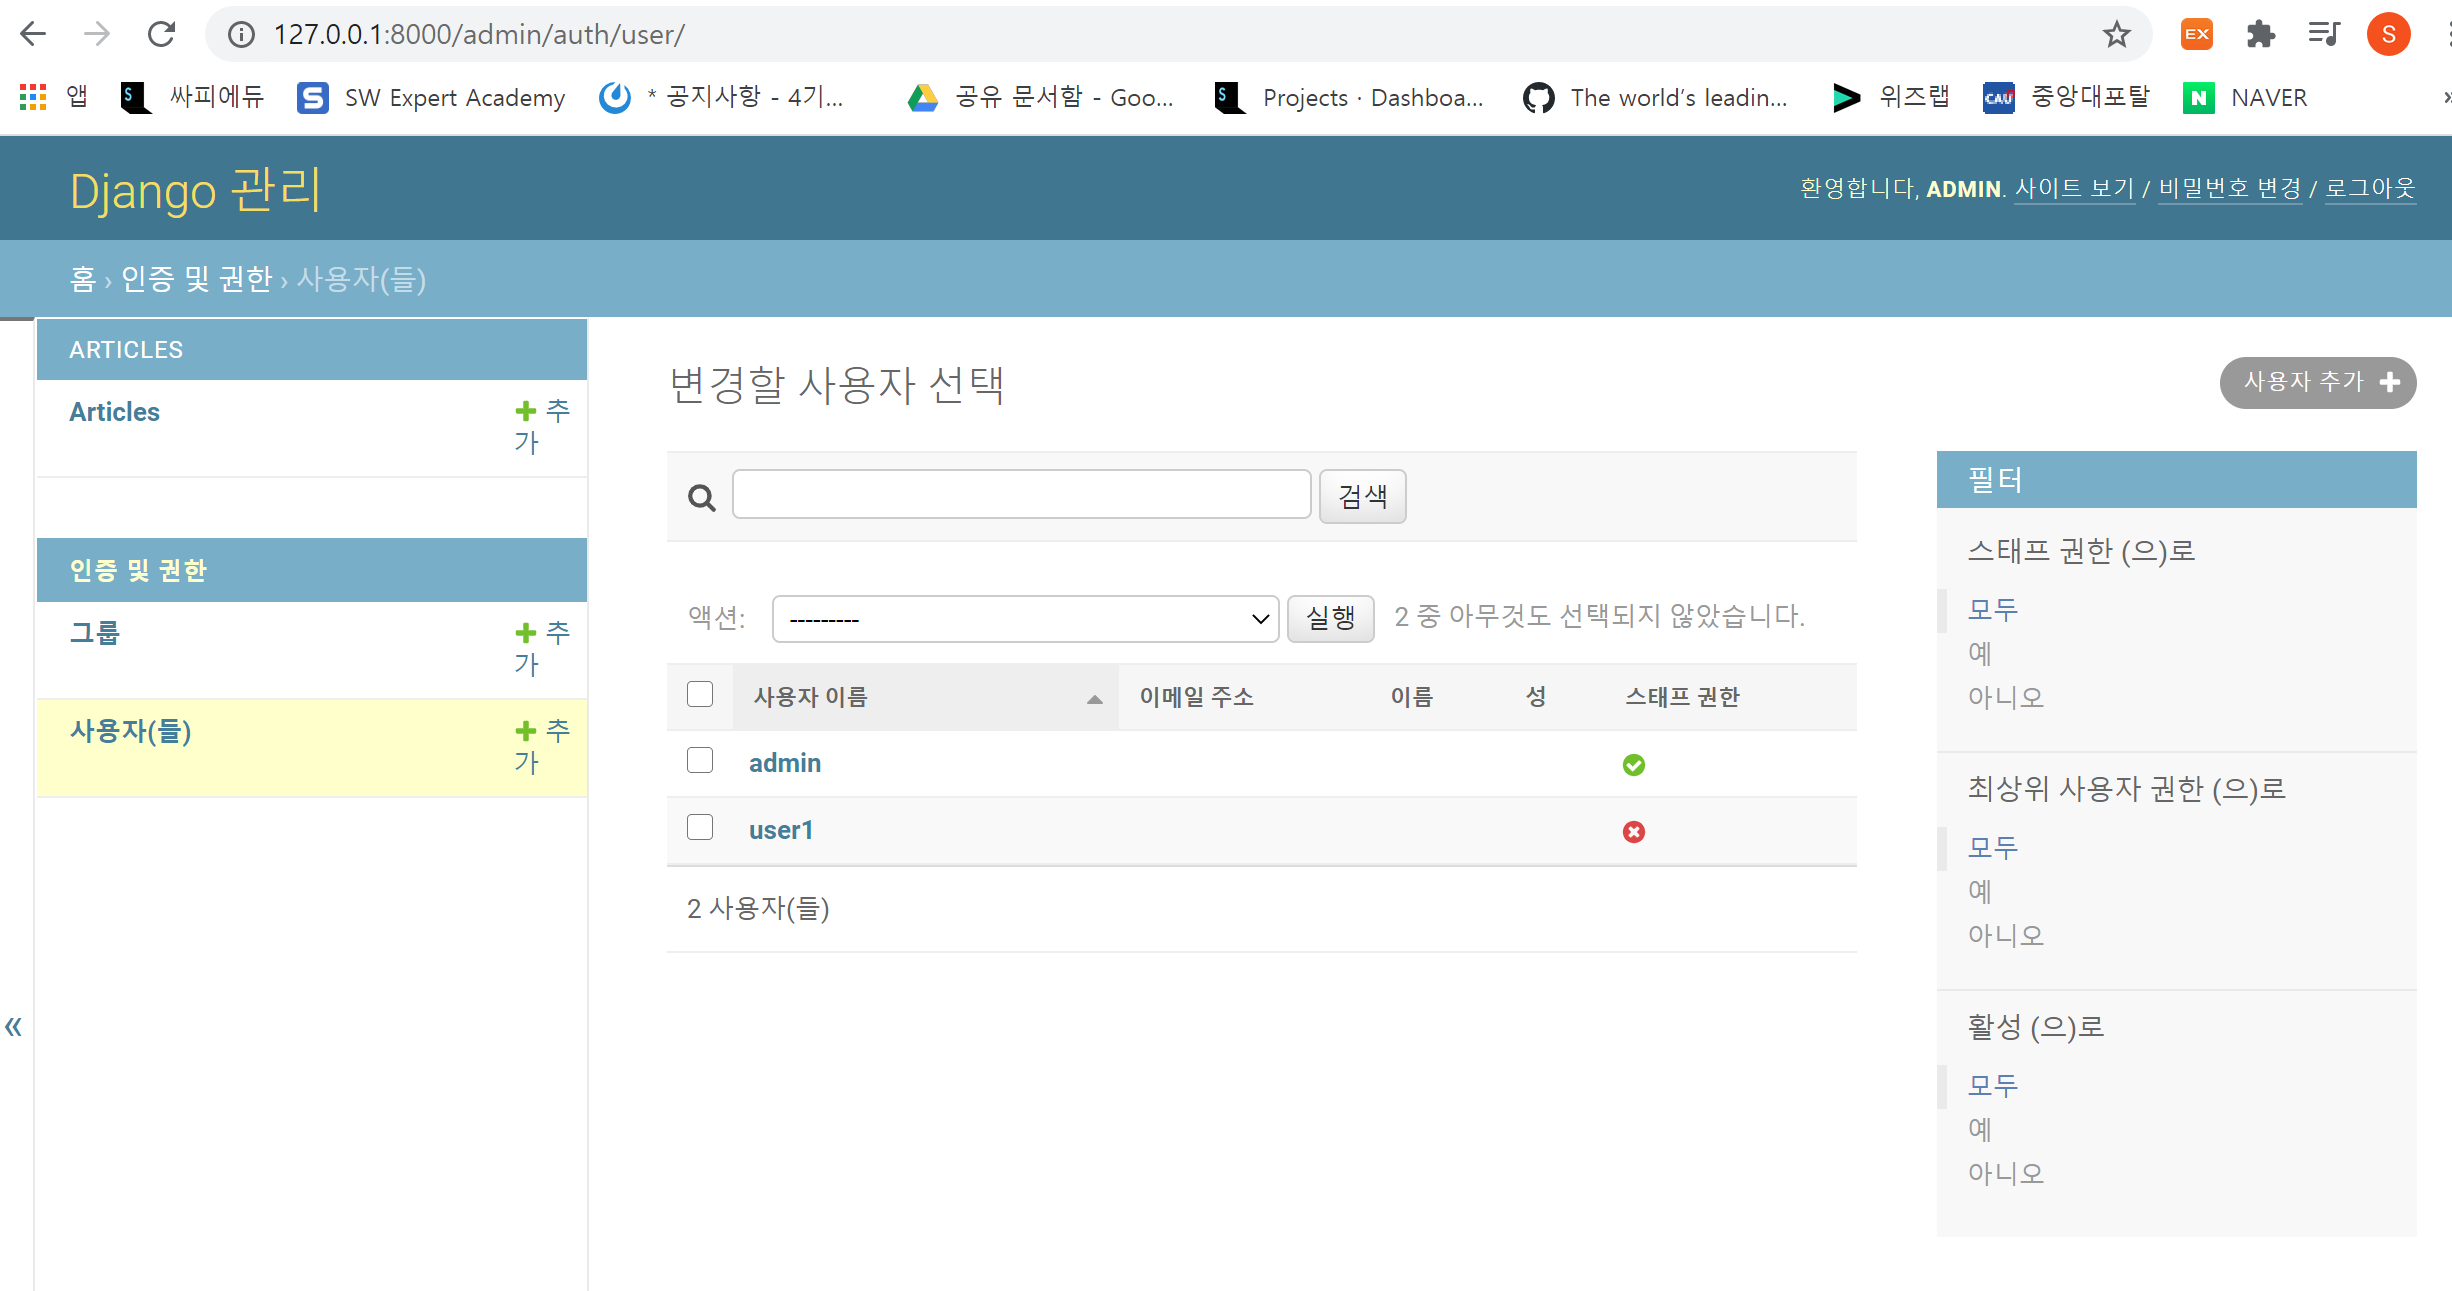 127.0.0.1:8000/admin/auth/user/
EX
S
앱
싸피에듀
SW Expert Academy
* 공지사항 - 4기...
공유 문서함 - Goo...
Projects · Dashboa...
The world's leadin...
위즈랩
CAU
중앙대포탈
N
NAVER
»
Django 관리
환영합니다, ADMIN. 사이트 보기 / 비밀번호 변경 / 로그아웃
홈 › 인증 및 권한 › 사용자(들)
ARTICLES
Articles
추가
인증 및 권한
그룹
추가
사용자(들)
추가
«
변경할 사용자 선택
사용자 추가
검색
액션:
---------
실행
2 중 아무것도 선택되지 않았습니다.
사용자 이름 이메일 주소 이름 성 스태프 권한
admin
user1
2 사용자(들)
필터
스태프 권한 (으)로
모두
예
아니오
최상위 사용자 권한 (으)로
모두
예
아니오
활성 (으)로
모두
예
아니오